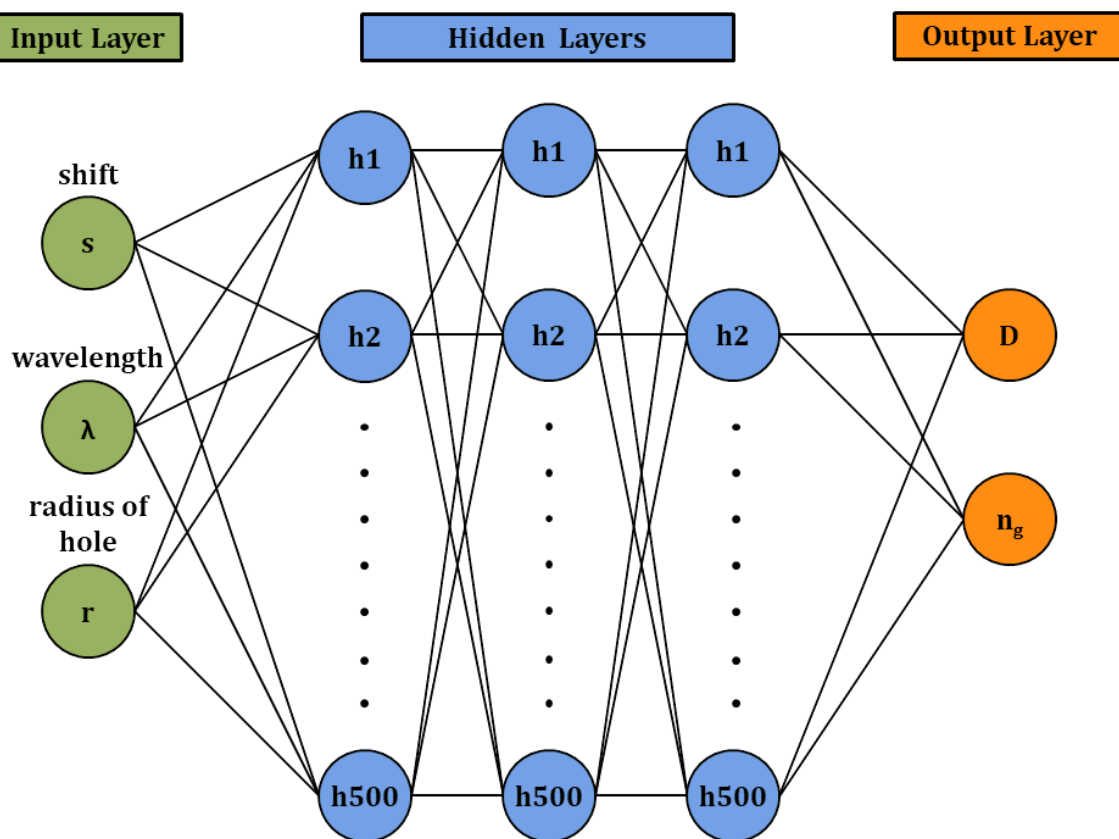 Input Layer
Hidden Layers
Output Layer
shift
s
wavelength
λ
radius of
hole
r
h1
h2
h500
h1
h2
h500
h1
h2
h500
D
n_g